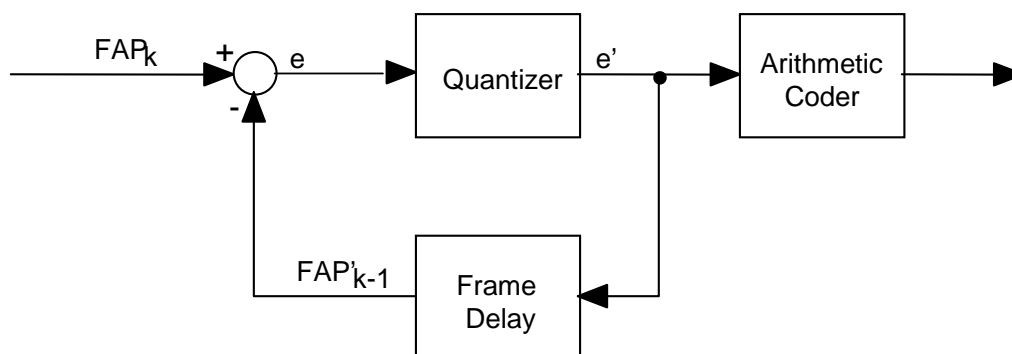 FAPk
+
e
Quantizer
e’
Arithmetic
Coder
-
FAP’k-1
Frame
Delay